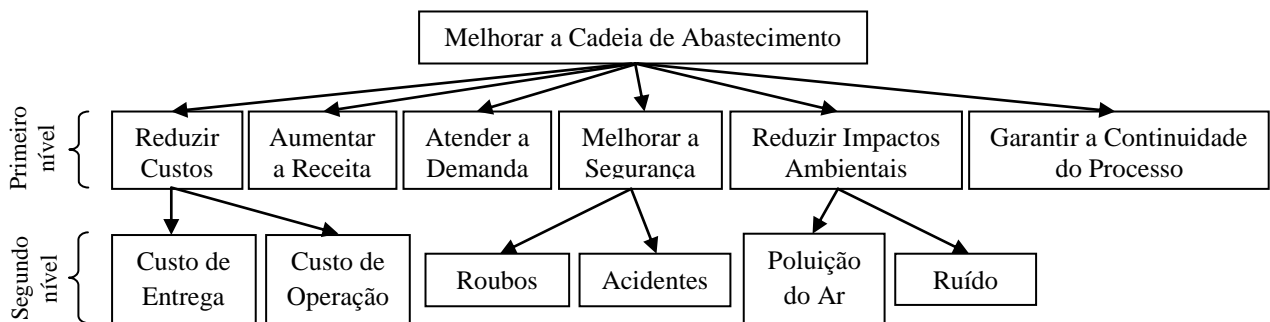 Melhorar a Cadeia de Abastecimento
Primeiro
nível
Reduzir
Custos
Aumentar
a Receita
Atender a
Demanda
Melhorar a
Segurança
Reduzir Impactos
Ambientais
Garantir a Continuidade
do Processo
Segundo
nível
Custo de
Entrega
Custo de
Operação
Roubos
Acidentes
Poluição
do Ar
Ruído